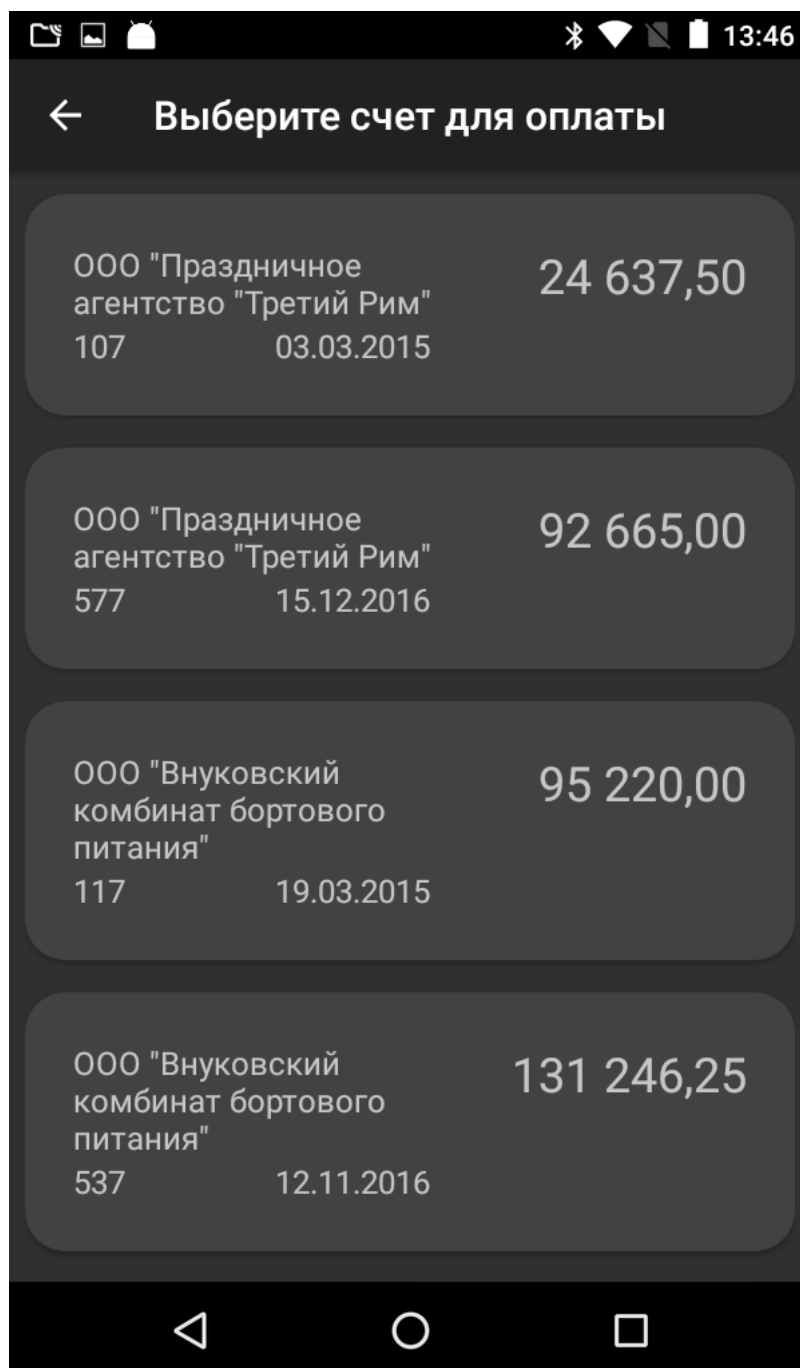 13:46
Выберите счет для оплаты
ООО "Праздничное
агентство "Третий Рим"
24 637,50
107 03.03.2015
ООО "Праздничное
агентство "Третий Рим"
92 665,00
577 15.12.2016
ООО "Внуковский
комбинат бортового
питания"
95 220,00
117 19.03.2015
ООО "Внуковский
комбинат бортового
питания"
131 246,25
537 12.11.2016